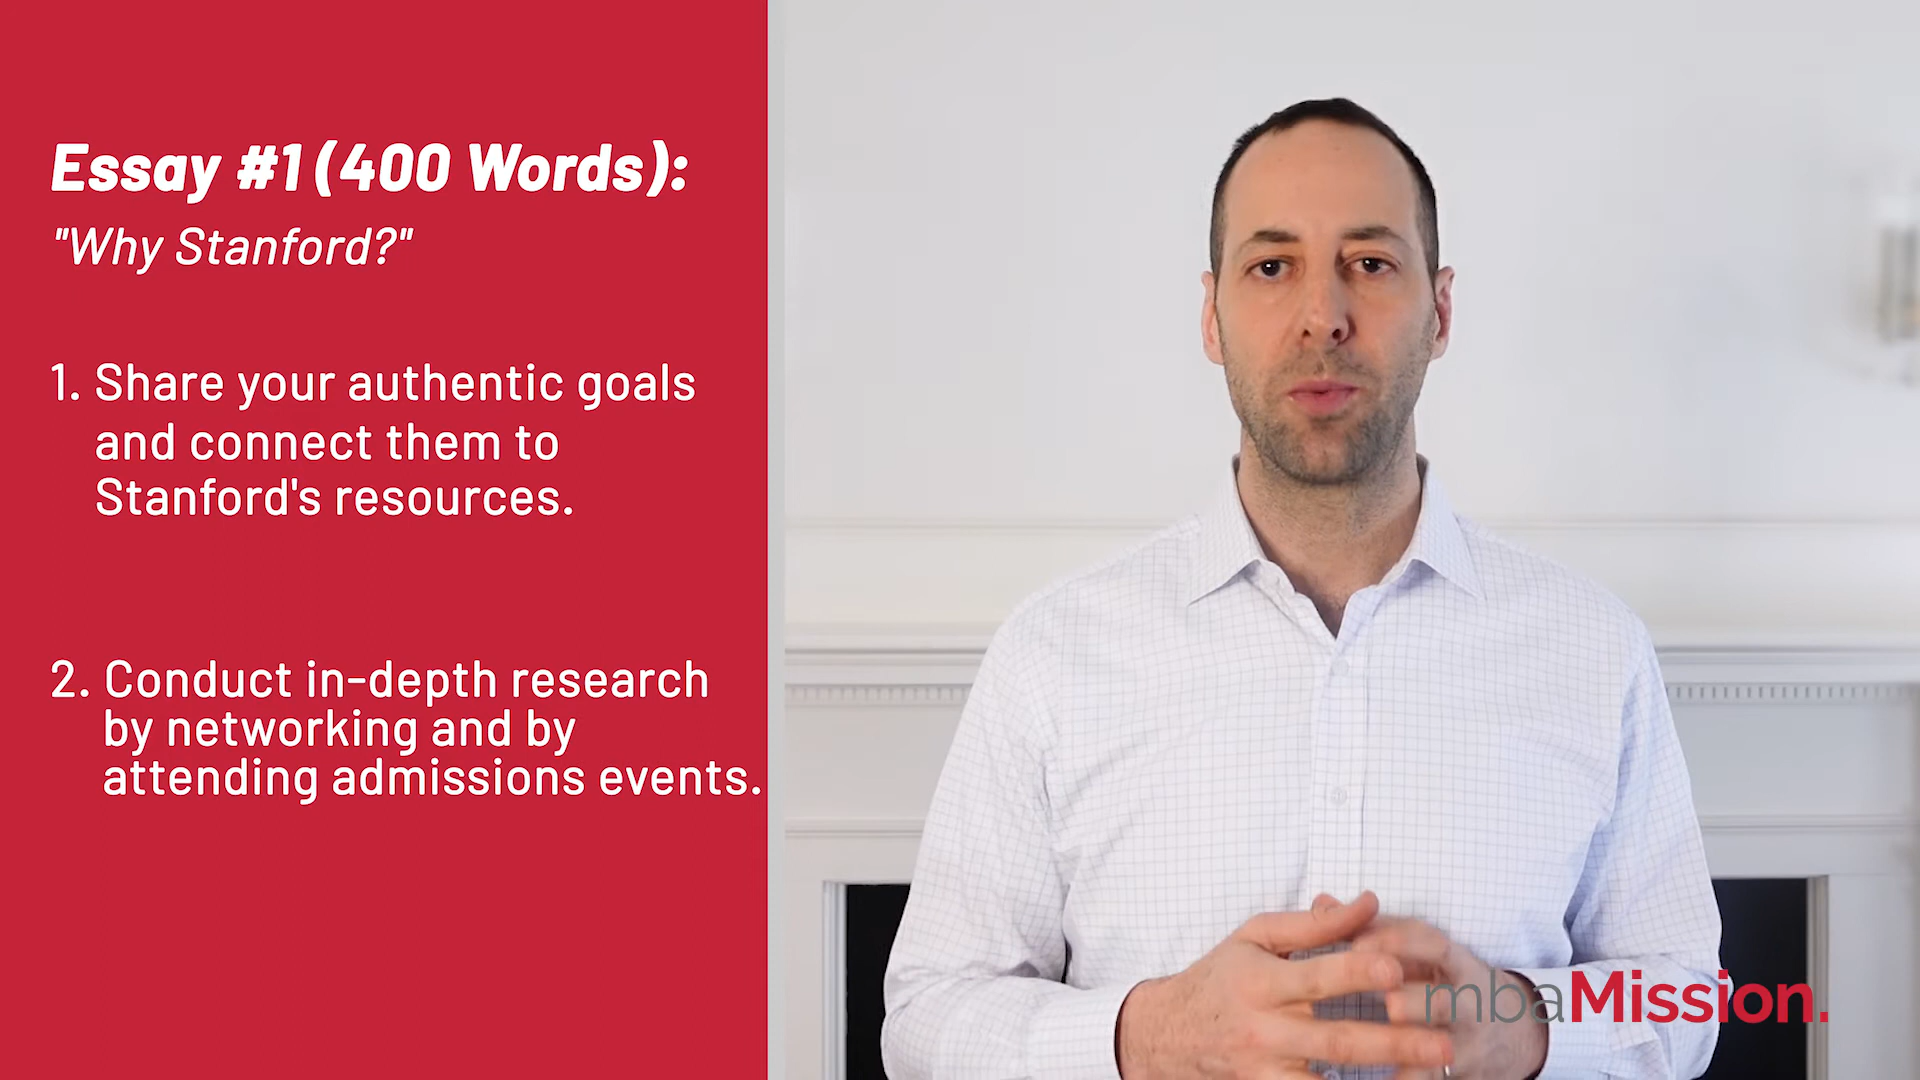 Essay #1 (400 Words):
"Why Stanford?"
1. Share your authentic goals
and connect them to
Stanford's resources.
2. Conduct in-depth research
by networking and by
attending admissions events.
mbaMission.